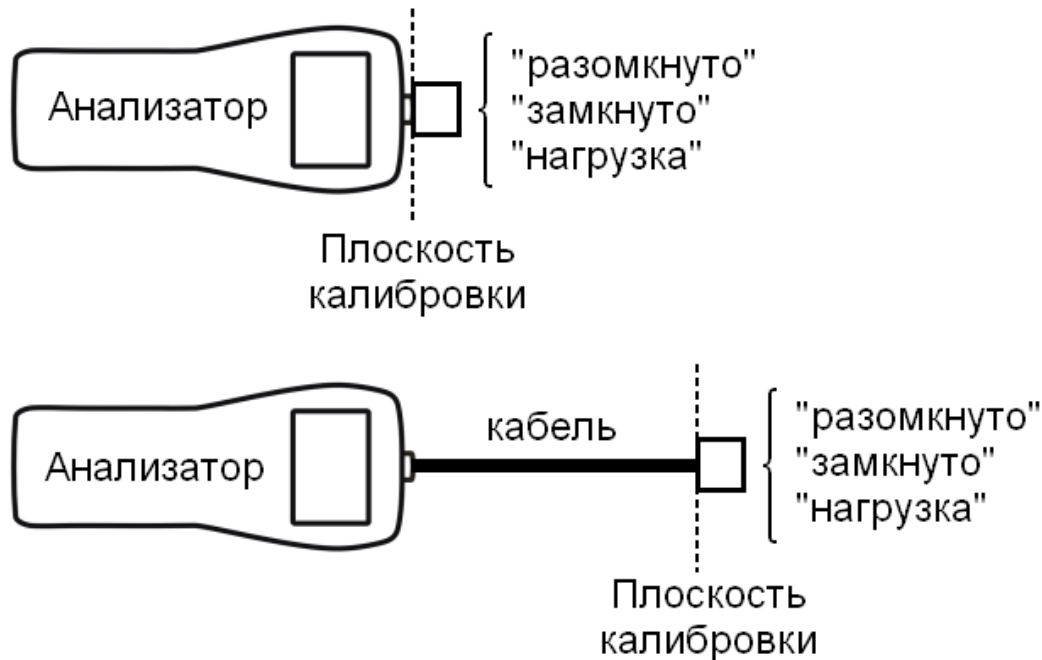 Анализатор
"разомкнуто"
"замкнуто"
"нагрузка"
Плоскость
калибровки
Анализатор
кабель
"разомкнуто"
"замкнуто"
"нагрузка"
Плоскость
калибровки